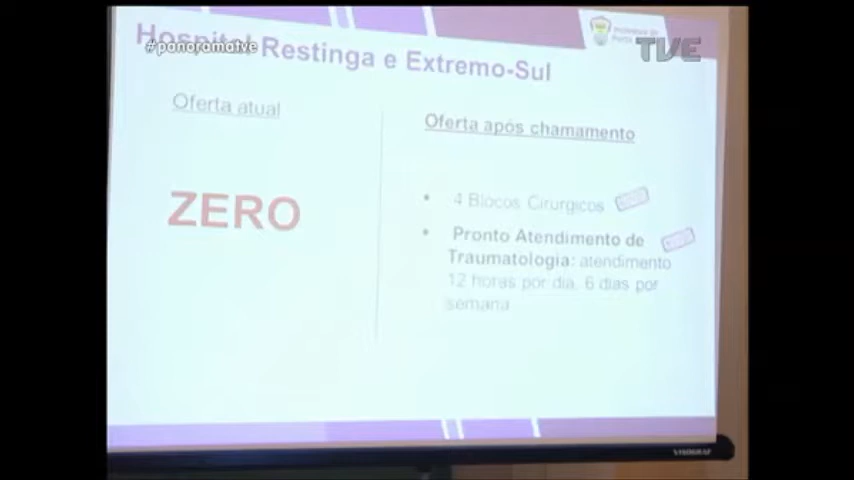 Hospital Restinga e Extremo-Sul
#panoramatve
TVE
Oferta atual
ZERO
Oferta após chamamento
• 4 Blocos Cirurgicos
• Pronto Atendimento de
Traumatologia: atendimento
12 horas por dia, 6 dias por
semana